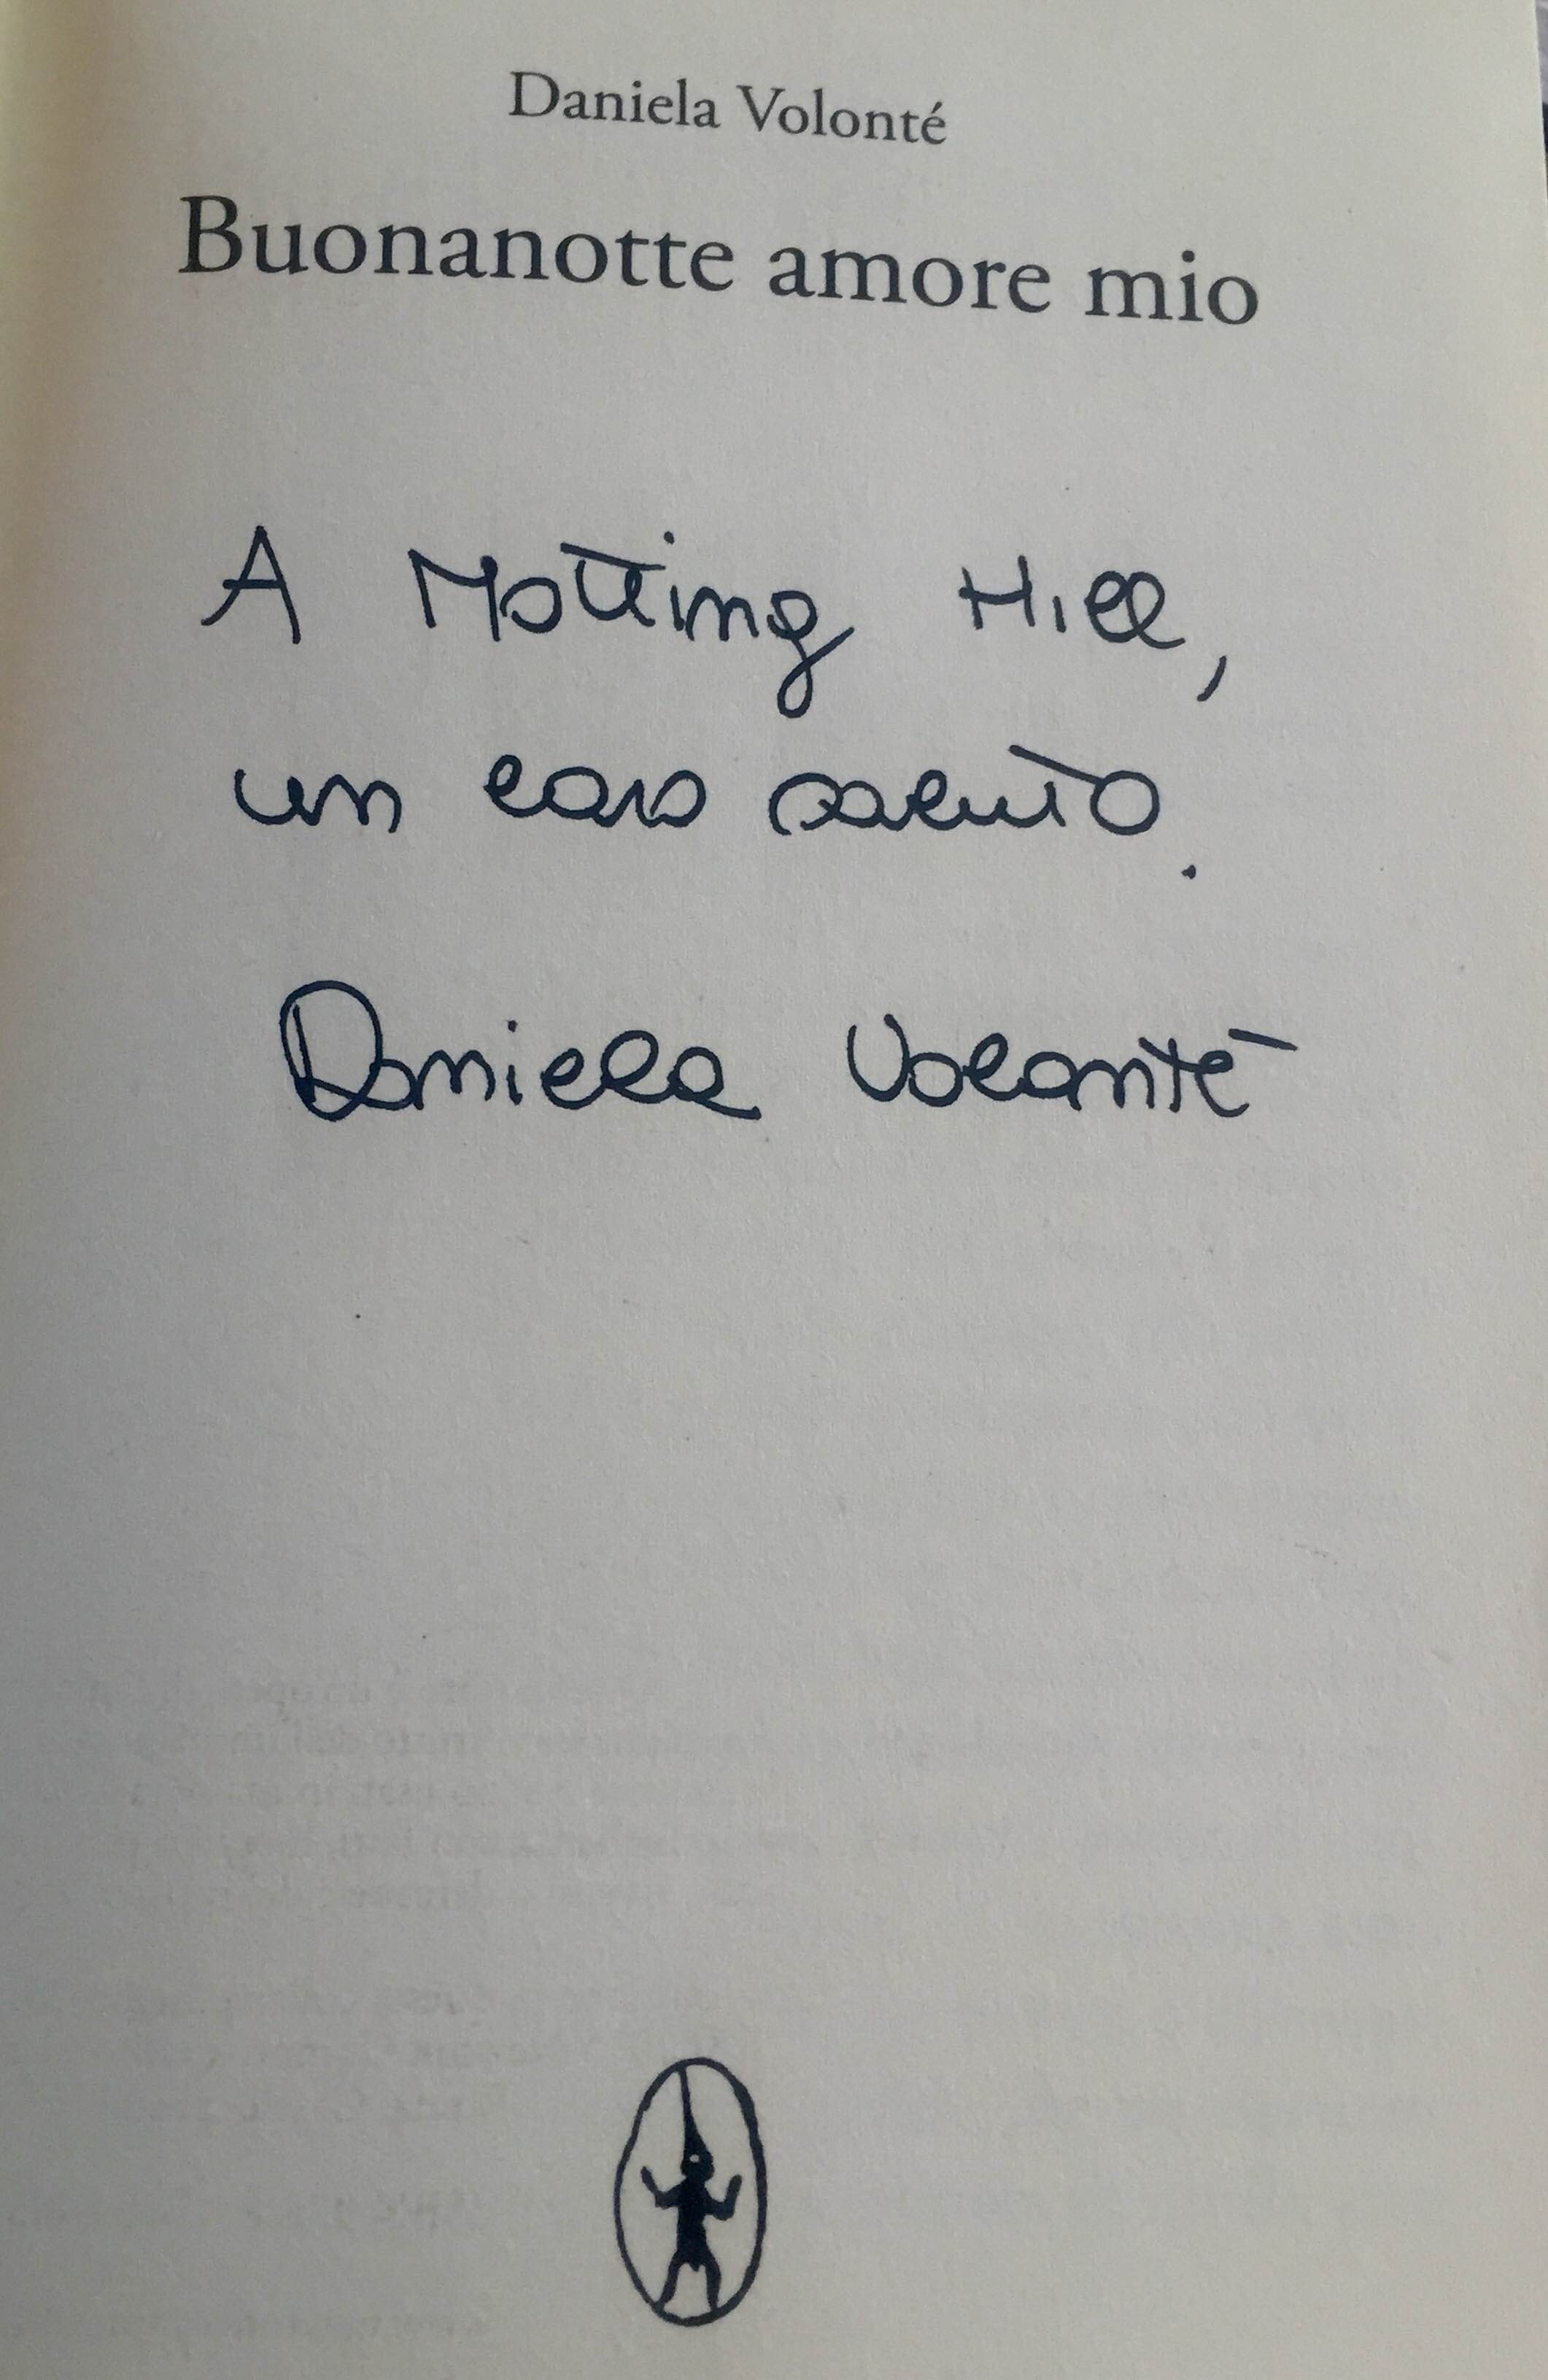 Daniela Volonté
Buonanotte amore mio
A Notting Hill,
un caro saluto.
Daniela Volonté